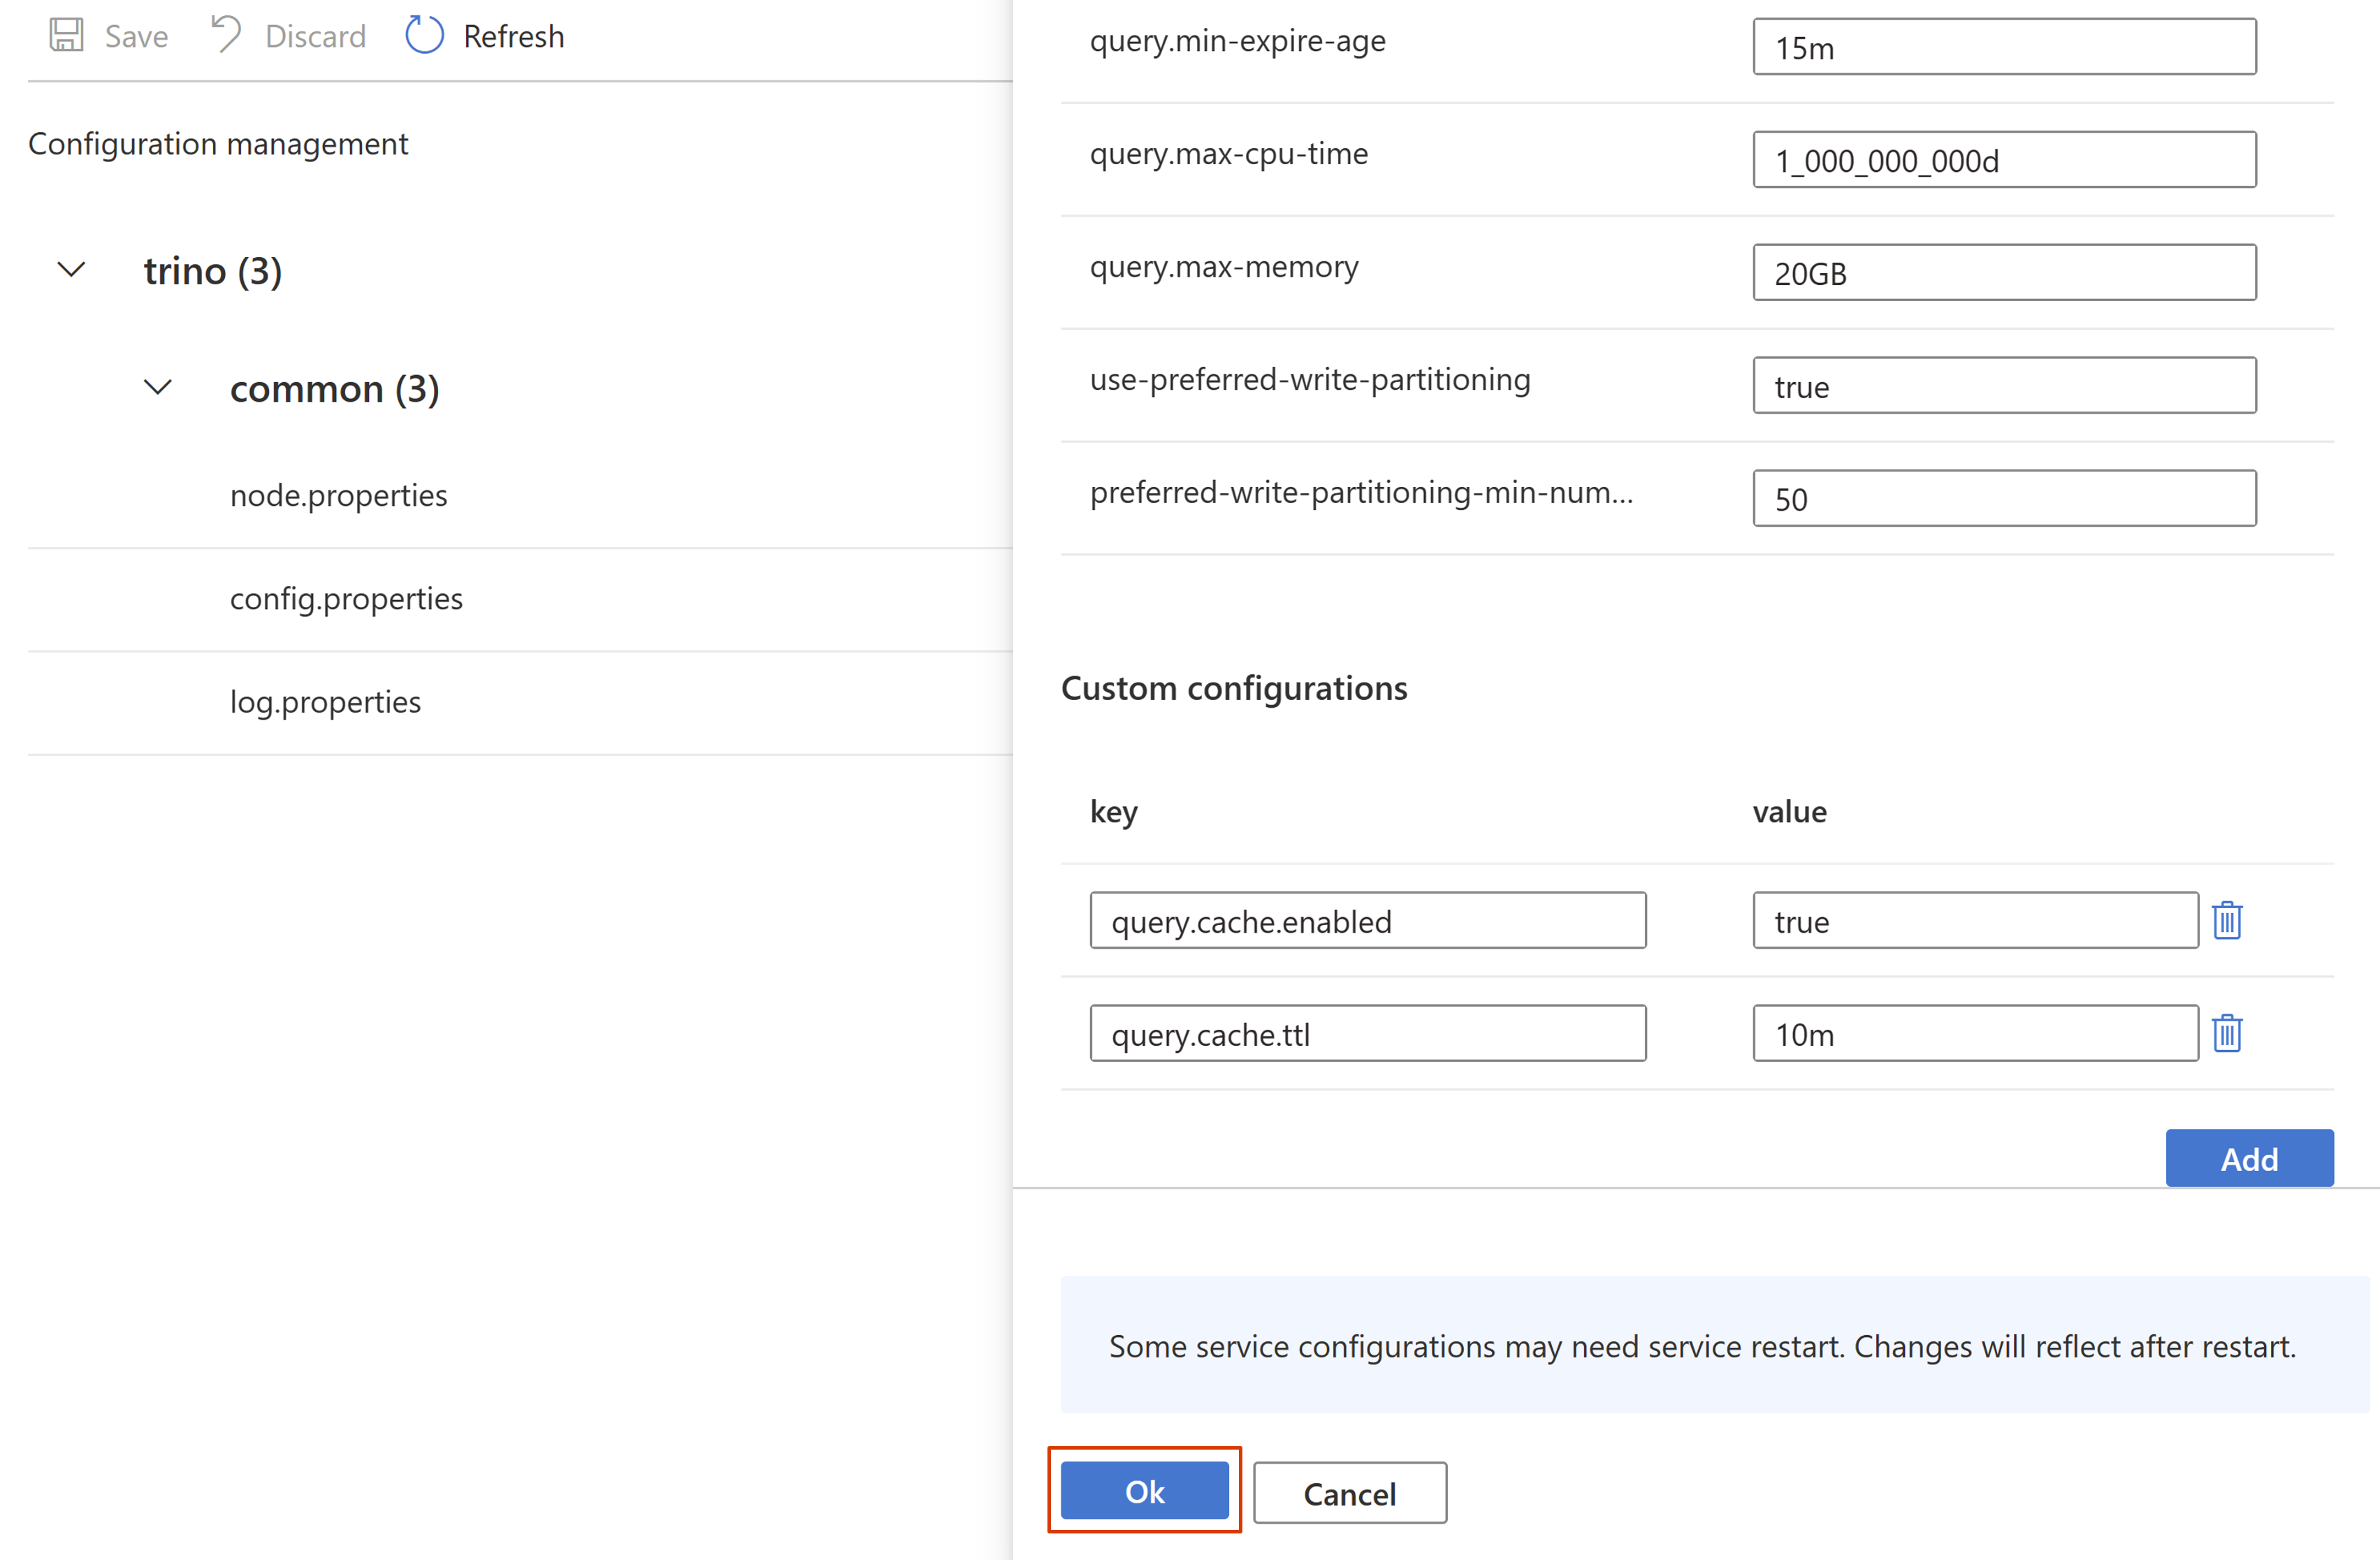 Save Discard Refresh
Configuration management
trino (3)
common (3)
node.properties
config.properties
log.properties
query.min-expire-age 15m
query.max-cpu-time 1_000_000_000d
query.max-memory 20GB
use-preferred-write-partitioning true
preferred-write-partitioning-min-num... 50
Custom configurations
key value
query.cache.enabled true
query.cache.ttl 10m
Add
Some service configurations may need service restart. Changes will reflect after restart.
Ok Cancel